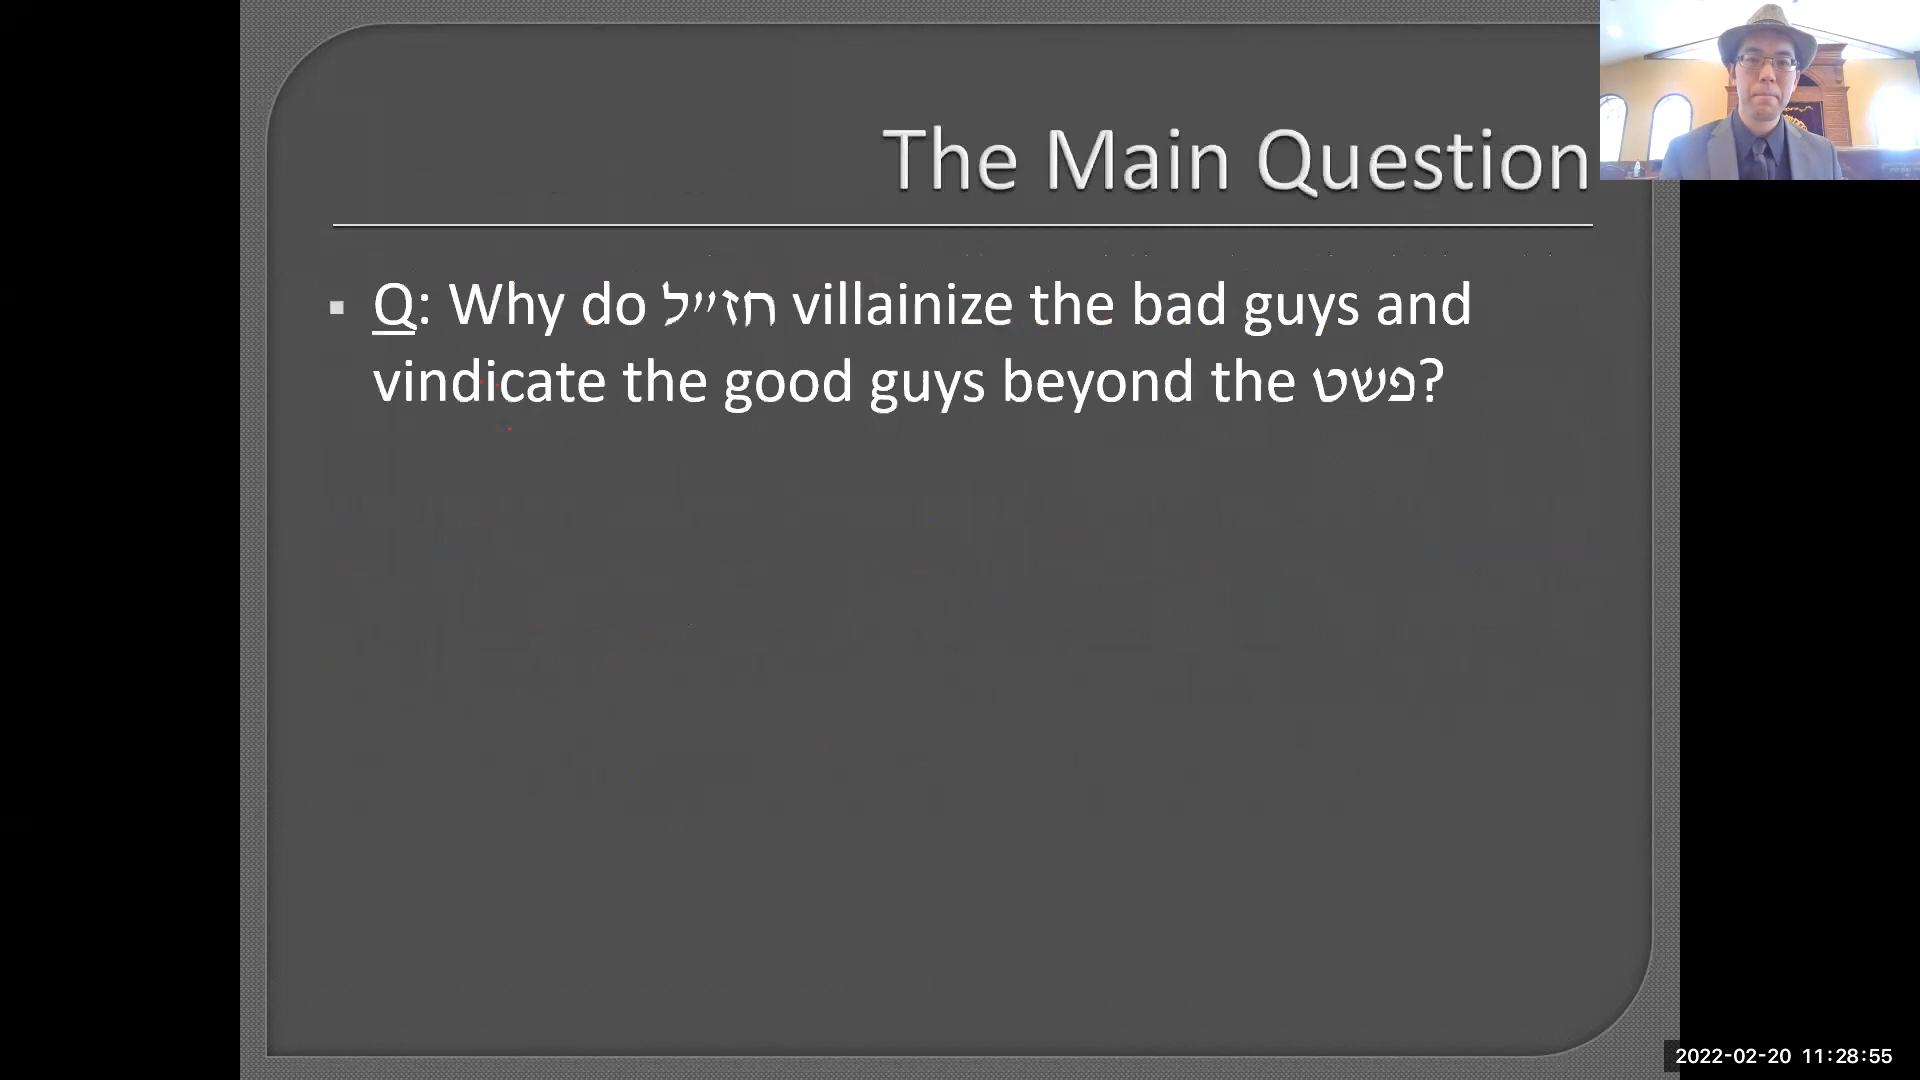 The Main Question
Q: Why do חז״ל villainize the bad guys and
vindicate the good guys beyond the פשט?
2022-02-20 11:28:55